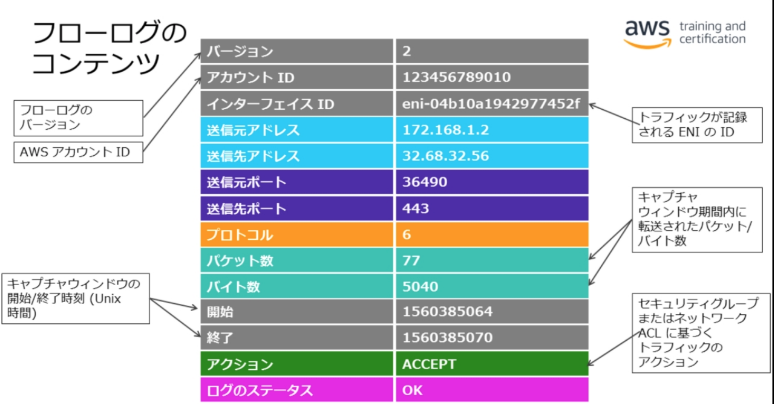 フローログの
コンテンツ
aws training and
certification
バージョン 2
アカウント ID 123456789010
インターフェイス ID eni-04b10a1942977452f
送信元アドレス 172.168.1.2
送信先アドレス 32.68.32.56
送信元ポート 36490
送信先ポート 443
プロトコル 6
パケット数 77
バイト数 5040
開始 1560385064
終了 1560385070
アクション ACCEPT
ログのステータス OK
フローログの
バージョン
AWS アカウント ID
キャプチャウィンドウの
開始/終了時刻 (Unix
時間)
トラフィックが記録
される ENI の ID
キャプチャ
ウィンドウ期間内に
転送されたパケット/
バイト数
セキュリティグループ
またはネットワーク
ACL に基づく
トラフィックの
アクション